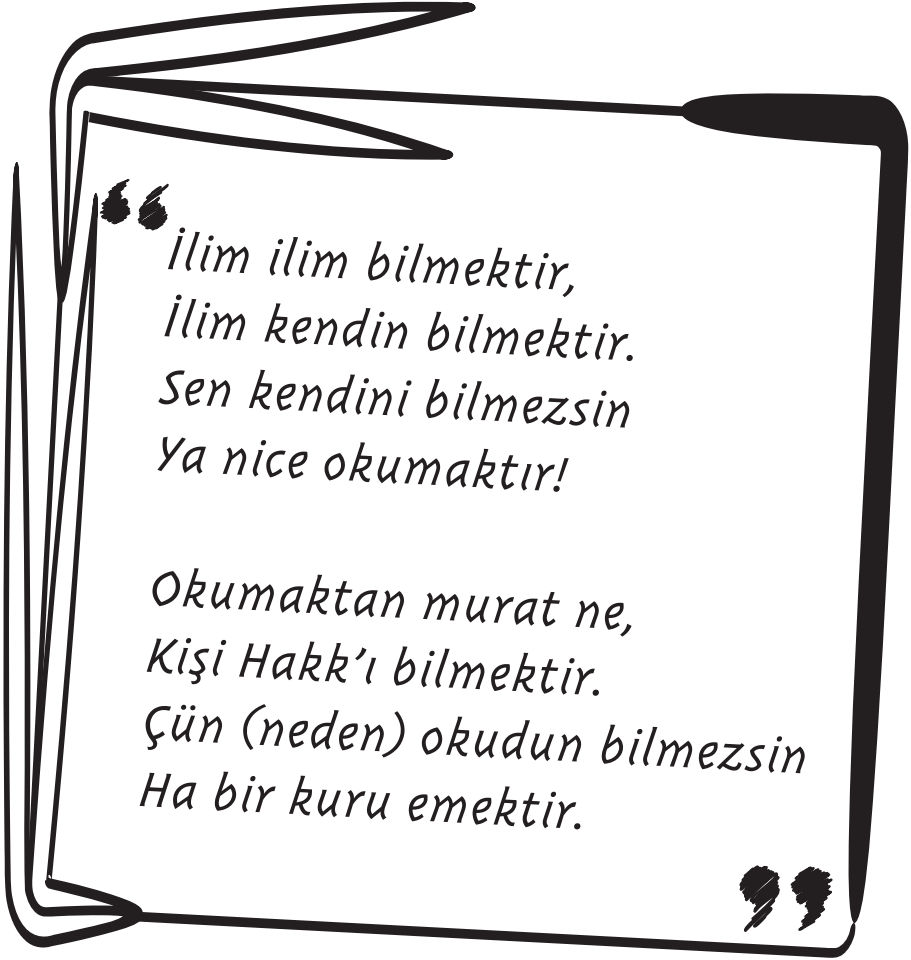 “İlim ilim bilmektir,
İlim kendin bilmektir.
Sen kendini bilmezsin
Ya nice okumaktır!
Okumaktan murat ne,
Kişi Hakk’ı bilmektir.
Çün (neden) okudun bilmezsin
Ha bir kuru emektir.
”